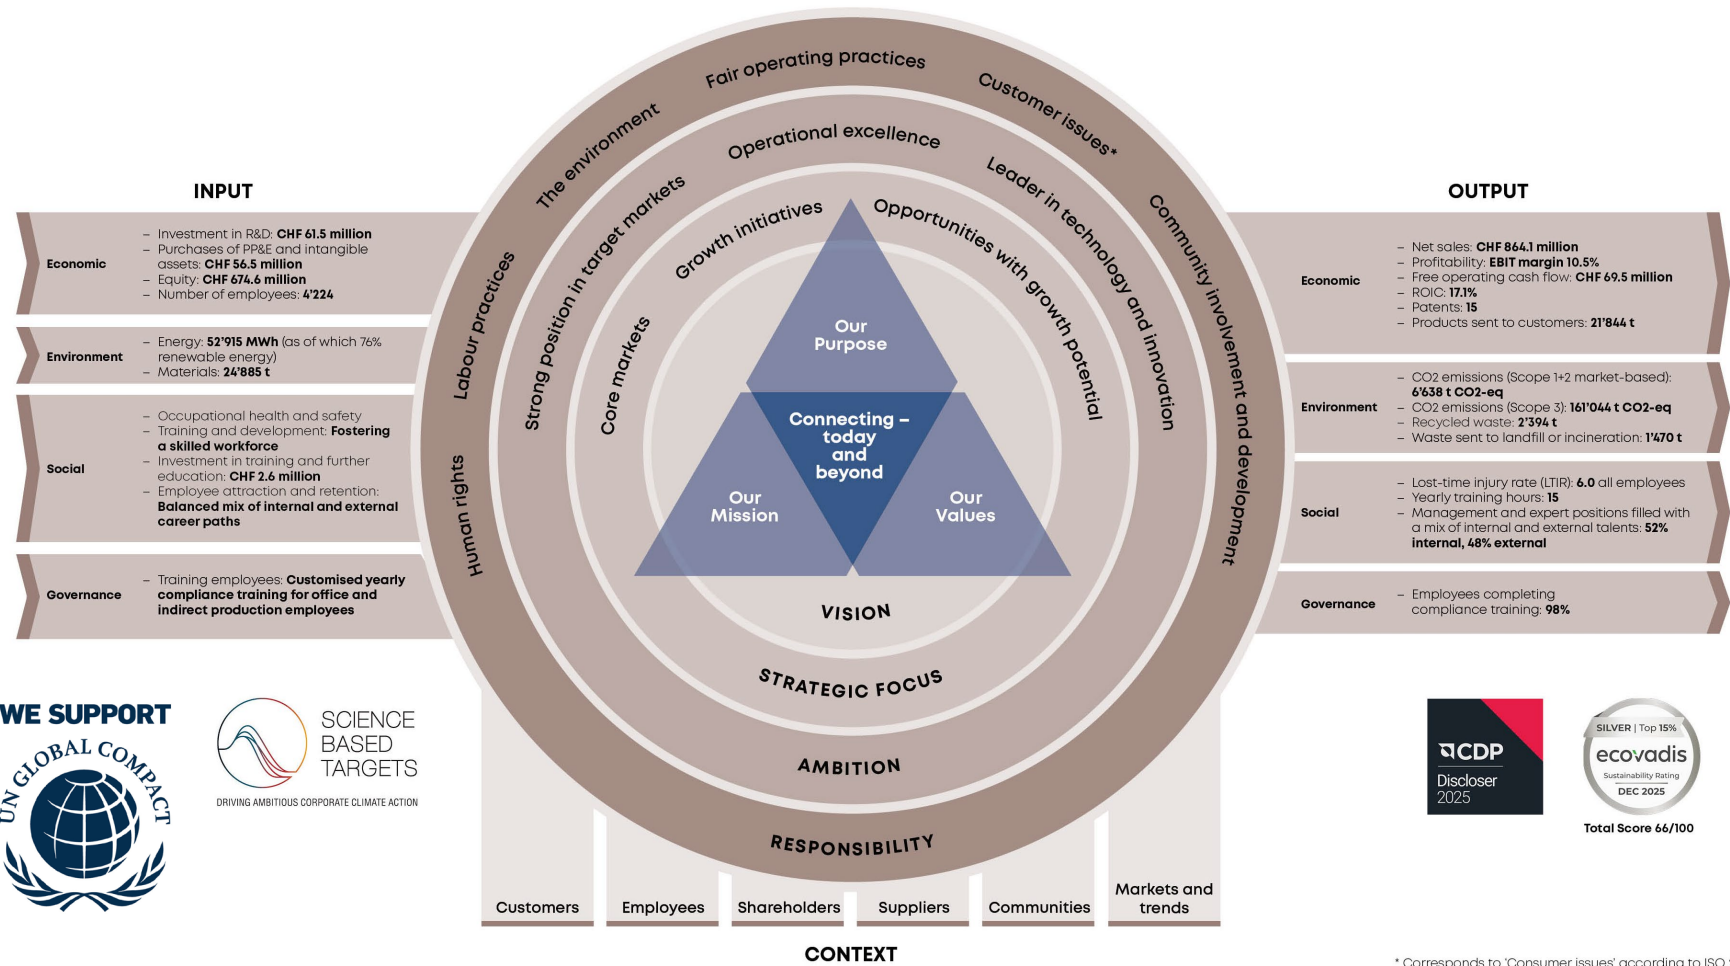 INPUT
Economic
– Investment in R&D: CHF 61.5 million
– Purchases of PP&E and intangible
assets: CHF 56.5 million
– Equity: CHF 674.6 million
– Number of employees: 4'224
Environment
– Energy: 52'915 MWh (as of which 76%
renewable energy)
– Materials: 24'885 t
Social
– Occupational health and safety
– Training and development: Fostering
a skilled workforce
– Investment in training and further
education: CHF 2.6 million
– Employee attraction and retention:
Balanced mix of internal and external
career paths
Governance
– Training employees: Customised yearly
compliance training for office and
indirect production employees
WE SUPPORT
UN GLOBAL COMPACT
SCIENCE
BASED
TARGETS
DRIVING AMBITIOUS CORPORATE CLIMATE ACTION
Human rights
Labour practices
The environment
Fair operating practices
Customer issues*
Community involvement and development
Strong position in target markets
Operational excellence
Leader in technology and innovation
Core markets
Growth initiatives
Opportunities with growth potential
Our
Purpose
Connecting –
today
and
beyond
Our
Mission
Our
Values
VISION
STRATEGIC FOCUS
AMBITION
RESPONSIBILITY
Customers
Employees
Shareholders
Suppliers
Communities
Markets and
trends
CONTEXT
OUTPUT
Economic
– Net sales: CHF 864.1 million
– Profitability: EBIT margin 10.5%
– Free operating cash flow: CHF 69.5 million
– ROIC: 17.1%
– Patents: 15
– Products sent to customers: 21'844 t
Environment
– CO2 emissions (Scope 1+2 market-based):
6'638 t CO2-eq
– CO2 emissions (Scope 3): 161'044 t CO2-eq
– Recycled waste: 2'394 t
– Waste sent to landfill or incineration: 1'470 t
Social
– Lost-time injury rate (LTIR): 6.0 all employees
– Yearly training hours: 15
– Management and expert positions filled with
a mix of internal and external talents: 52%
internal, 48% external
Governance
– Employees completing
compliance training: 98%
CDP
Discloser
2025
SILVER | Top 15%
ecovadis
Sustainability Rating
DEC 2025
Total Score 66/100
* Corresponds to 'Consumer issues' according to ISO